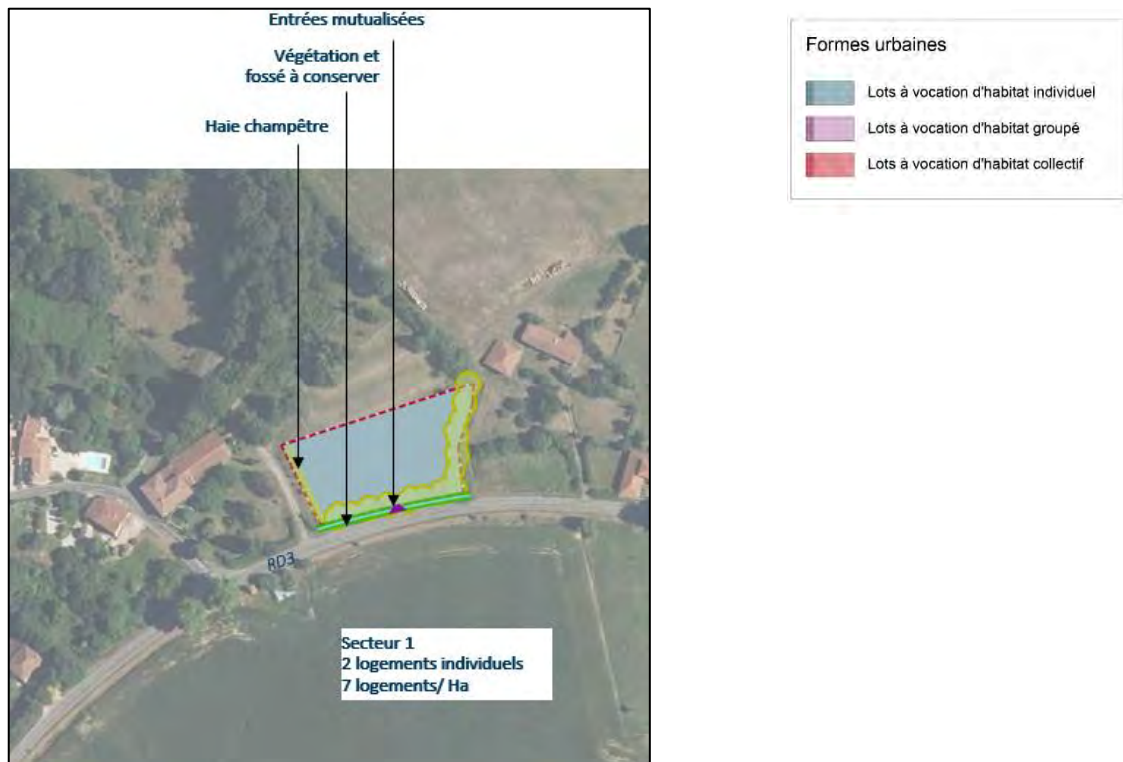 Entrées mutualisées
Végétation et
fossé à conserver
Haie champêtre
RD3
Secteur 1
2 logements individuels
7 logements/ Ha
Formes urbaines
Lots à vocation d'habitat individuel
Lots à vocation d'habitat groupé
Lots à vocation d'habitat collectif